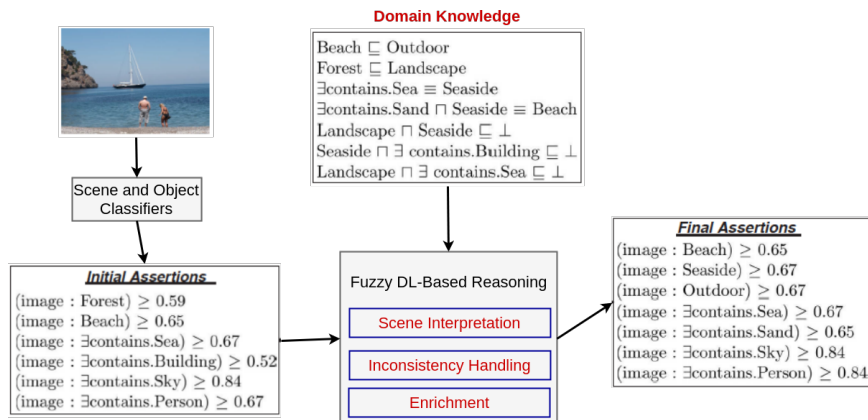 Domain Knowledge
Beach ⊑ Outdoor
Forest ⊑ Landscape
∃contains.Sea ≡ Seaside
∃contains.Sand ⊓ Seaside ≡ Beach
Landscape ⊓ Seaside ⊑ ⊥
Seaside ⊓ ∃ contains.Building ⊑ ⊥
Landscape ⊓ ∃ contains.Sea ⊑ ⊥
Scene and Object
Classifiers
Initial Assertions
(image : Forest) ≥ 0.59
(image : Beach) ≥ 0.65
(image : ∃contains.Sea) ≥ 0.67
(image : ∃contains.Building) ≥ 0.52
(image : ∃contains.Sky) ≥ 0.84
(image : ∃contains.Person) ≥ 0.67
Fuzzy DL-Based Reasoning
Scene Interpretation
Inconsistency Handling
Enrichment
Final Assertions
(image : Beach) ≥ 0.65
(image : Seaside) ≥ 0.67
(image : Outdoor) ≥ 0.67
(image : ∃contains.Sea) ≥ 0.67
(image : ∃contains.Sand) ≥ 0.65
(image : ∃contains.Sky) ≥ 0.84
(image : ∃contains.Person) ≥ 0.84